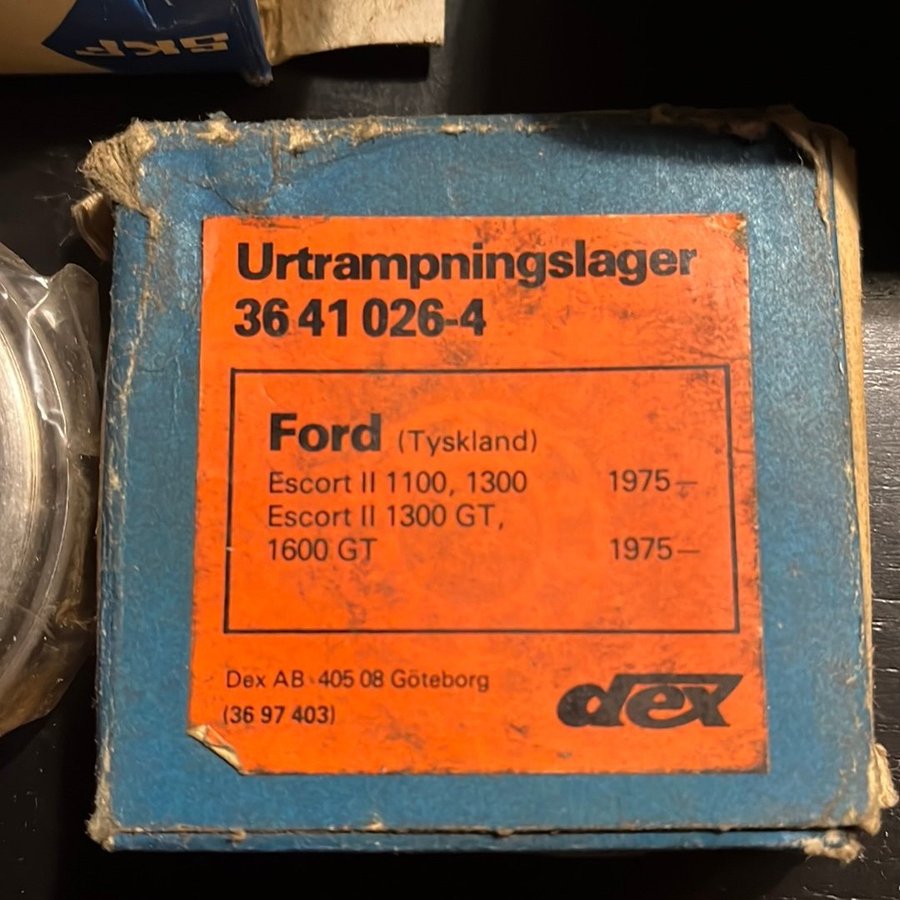 SKF
Urtrampningslager
36 41 026-4
Ford (Tyskland)
Escort II 1100, 1300 1975—
Escort II 1300 GT,
1600 GT 1975—
Dex AB 405 08 Göteborg
(36 97 403)
dex